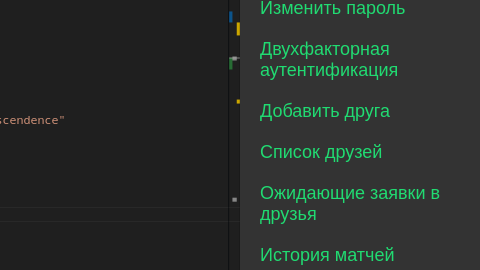 Изменить пароль
Двухфакторная
аутентификация
Добавить друга
scendence"
Список друзей
Ожидающие заявки в
друзья
История матчей